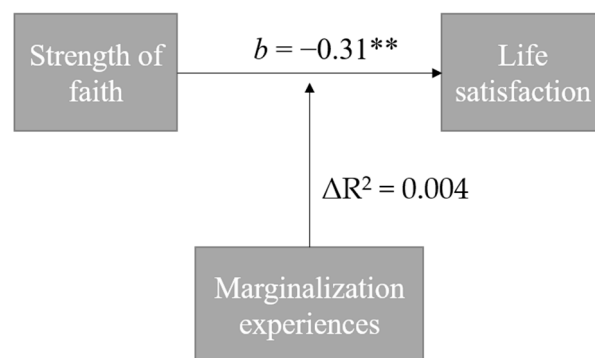 Strength of
faith
b = −0.31**
Life
satisfaction
ΔR² = 0.004
Marginalization
experiences